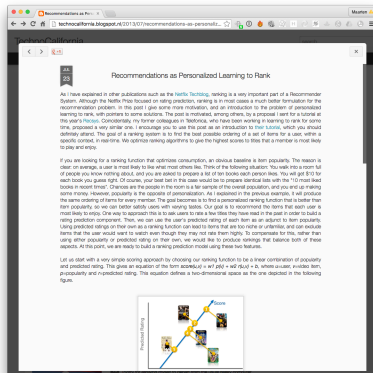 Recommendations as Pers
Maarten
technocalifornia.blogspot.nl/2013/07/recommendations-as-personaliz
TechnoCalifornia
JUL
23
Recommendations as Personalized Learning to Rank
As I have explained in other publications such as the Netflix Techblog, ranking is a very important part of a Recommender
System. Although the Netflix Prize focused on rating prediction, ranking is in most cases a much better formulation for the
recommendation problem. In this post I give some more motivation, and an introduction to the problem of personalized
learning to rank, with pointers to some solutions. The post is motivated, among others, by a proposal I sent for a tutorial at
this year's Recsys. Coincidentally, my former colleagues in Telefonica, who have been working in learning to rank for some
time, proposed a very similar one. I encourage you to use this post as an introduction to their tutorial, which you should
definitely attend. The goal of a ranking system is to find the best possible ordering of a set of items for a user, within a
specific context, in real-time. We optimize ranking algorithms to give the highest scores to titles that a member is most likely
to play and enjoy.
If you are looking for a ranking function that optimizes consumption, an obvious baseline is item popularity. The reason is
clear: on average, a user is most likely to like what most others like. Think of the following situation: You walk into a room full
of people you know nothing about, and you are asked to prepare a list of ten books each person likes. You will get $10 for
each book you guess right. Of course, your best bet in this case would be to prepare identical lists with the "10 most liked
books in recent times". Chances are the people in the room is a fair sample of the overall population, and you end up making
some money. However, popularity is the opposite of personalization. As I explained in the previous example, it will produce
the same ordering of items for every member. The goal becomes is to find a personalized ranking function that is better than
item popularity, so we can better satisfy users with varying tastes. Our goal is to recommend the items that each user is
most likely to enjoy. One way to approach this is to ask users to rate a few titles they have read in the past in order to build a
rating prediction component. Then, we can use the user's predicted rating of each item as an adjunct to item popularity.
Using predicted ratings on their own as a ranking function can lead to items that are too niche or unfamiliar, and can exclude
items that the user would want to watch even though they may not rate them highly. To compensate for this, rather than
using either popularity or predicted rating on their own, we would like to produce rankings that balance both of these
aspects. At this point, we are ready to build a ranking prediction model using these two features.
Let us start with a very simple scoring approach by our ranking function to be a linear combination of popularity
and predicted rating. This gives an equation of the form score(u,v) = w1 p(v) + w2 r(u,v) + b, where u=user, v=video item,
p=popularity and r=predicted rating. This equation defines a two-dimensional space as the one depicted in the following
figure.
Score
Predicted Rating